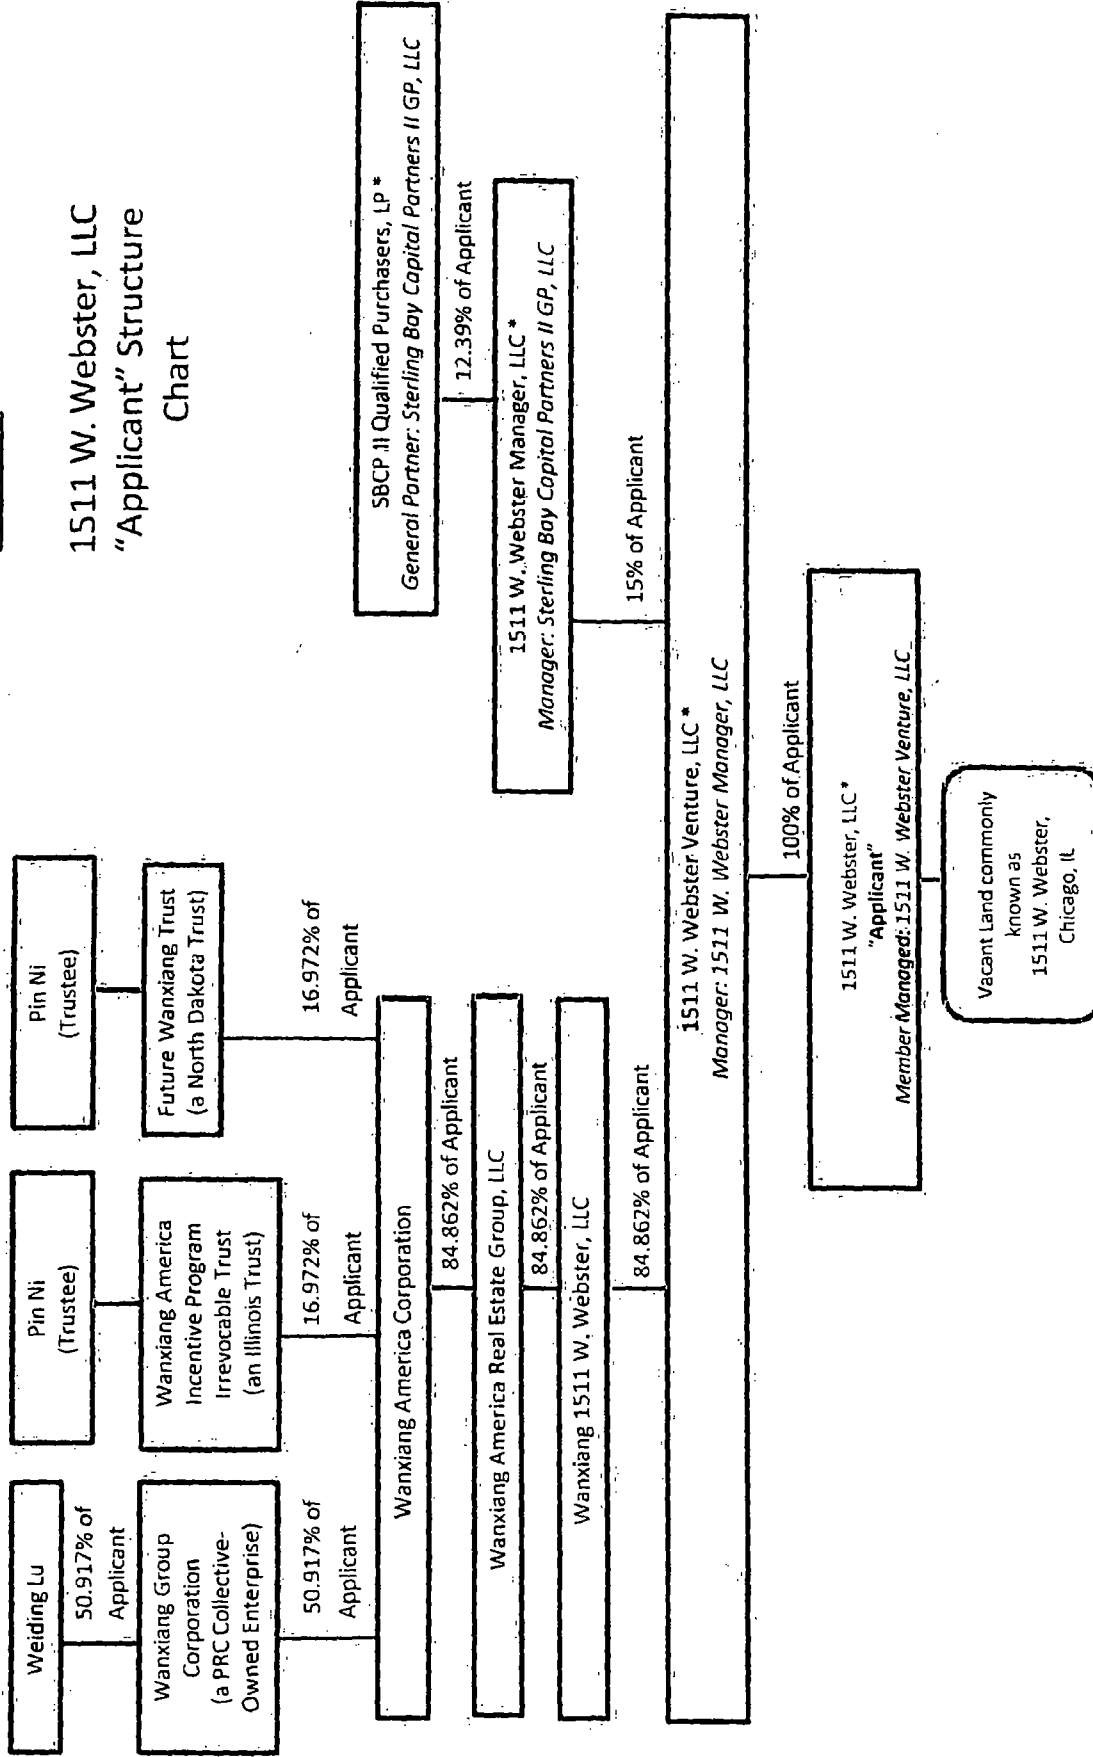 1511 W. Webster, LLC
"Applicant" Structure
Chart
Weiding Lu
50.917% of
Applicant
Wanxiang Group
Corporation
(a PRC Collective-
Owned Enterprise)
50.917% of
Applicant
Pin Ni
(Trustee)
Wanxiang America
Incentive Program
Irrevocable Trust
(an Illinois Trust)
16.972% of
Applicant
Pin Ni
(Trustee)
Future Wanxiang Trust
(a North Dakota Trust)
16.972% of
Applicant
Wanxiang America Corporation
84.862% of Applicant
Wanxiang America Real Estate Group, LLC
84.862% of Applicant
Wanxiang 1511 W. Webster, LLC
84.862% of Applicant
SBCP II Qualified Purchasers, LP *
General Partner: Sterling Bay Capital Partners II GP, LLC
12.39% of Applicant
1511 W. Webster Manager, LLC *
Manager: Sterling Bay Capital Partners II GP, LLC
15% of Applicant
1511 W. Webster Venture, LLC *
Manager: 1511 W. Webster Manager, LLC
100% of Applicant
1511 W. Webster, LLC *
"Applicant"
Member Managed: 1511 W. Webster Venture, LLC
Vacant Land commonly
known as
1511 W. Webster,
Chicago, IL